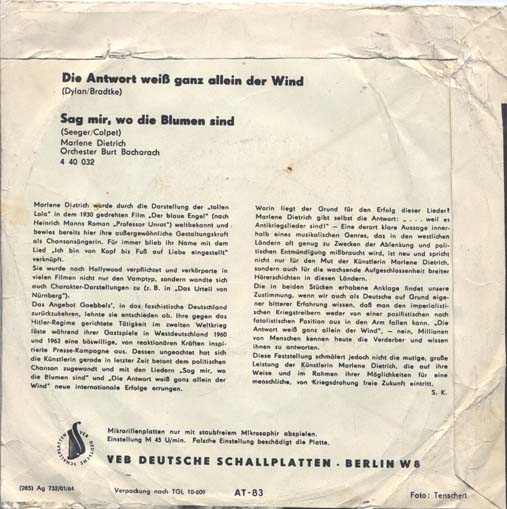 Die Antwort weiß ganz allein der Wind
(Dylan/Bradtke)
Sag mir, wo die Blumen sind
(Seeger/Colpet)
Marlene Dietrich
Orchester Burt Bacharach
4 40 032
Marlene Dietrich wurde durch die Darstellung der „tollen
Lola" in dem 1930 gedrehten Film „Der blaue Engel" (nach
Heinrich Manns Roman „Professor Unrat") weltbekannt und
bewies bereits hier ihre außergewöhnliche Gestaltungskraft
als Chansonsängerin. Für immer blieb ihr Name mit dem
Lied „Ich bin von Kopf bis Fuß auf Liebe eingestellt"
verknüpft.
Sie wurde nach Hollywood verpflichtet und verkörperte in
vielen Filmen nicht nur den Vamptyp, sondern wandte sich
auch Charakter-Darstellungen zu (z. B. in „Das Urteil von
Nürnberg").
Das Angebot Goebbels', in das faschistische Deutschland
zurückzukehren, lehnte sie entschieden ab. Ihre gegen das
Hitler-Regime gerichtete Tätigkeit im zweiten Weltkrieg
löste während ihrer Gastspiele in Westdeutschland 1960
und 1963 eine böswillige, von reaktionären Kräften inspi-
rierte Presse-Kampagne aus. Dessen ungeachtet hat sich
die Künstlerin gerade in letzter Zeit betont dem politischen
Chanson zugewandt und mit den Liedern „Sag mir, wo
die Blumen sind" und „Die Antwort weiß ganz allein der
Wind" neue internationale Erfolge errungen.
Worin liegt der Grund für den Erfolg dieser Lieder?
Marlene Dietrich gibt selbst die Antwort: „ . . . weil es
Antikriegslieder sind!" – Eine derart klare Aussage inner-
halb eines musikalischen Genres, das in den westlichen
Ländern oft genug zu Zwecken der Ablenkung und poli-
tischen Entmündigung mißbraucht wird, ist neu und spricht
nicht nur für den Mut der Künstlerin Marlene Dietrich,
sondern auch für die wachsende Aufgeschlossenheit breiter
Hörerschichten in diesen Ländern.
Die in beiden Stücken erhobene Anklage findet unsere
Zustimmung, wenn wir auch als Deutsche auf Grund eige-
ner bitterer Erfahrung wissen, daß man den imperialisti-
schen Kriegstreibern weder von einer pazifistischen noch
fatalistischen Position aus in den Arm fallen kann. „Die
Antwort weiß ganz allein der Wind", – nein, Millionen
von Menschen kennen heute die Verderber und wissen
ihnen zu antworten.
Diese Feststellung schmälert jedoch nicht die mutige, große
Leistung der Künstlerin Marlene Dietrich, die auf ihre
Weise und im Rahmen ihrer Möglichkeiten für eine
menschliche, von Kriegsdrohung freie Zukunft eintritt.
S. K.
VEB DEUTSCHE SCHALLPLATTEN
Mikrorillenplatten nur mit staubfreiem Mikrosaphir abspielen.
Einstellung M 45 U/min. Falsche Einstellung beschädigt die Platte.
VEB DEUTSCHE SCHALLPLATTEN · BERLIN W8
(285) Ag 732/01/64
Verpackung nach TGL 10-609
AT-83
Foto: Tenschert